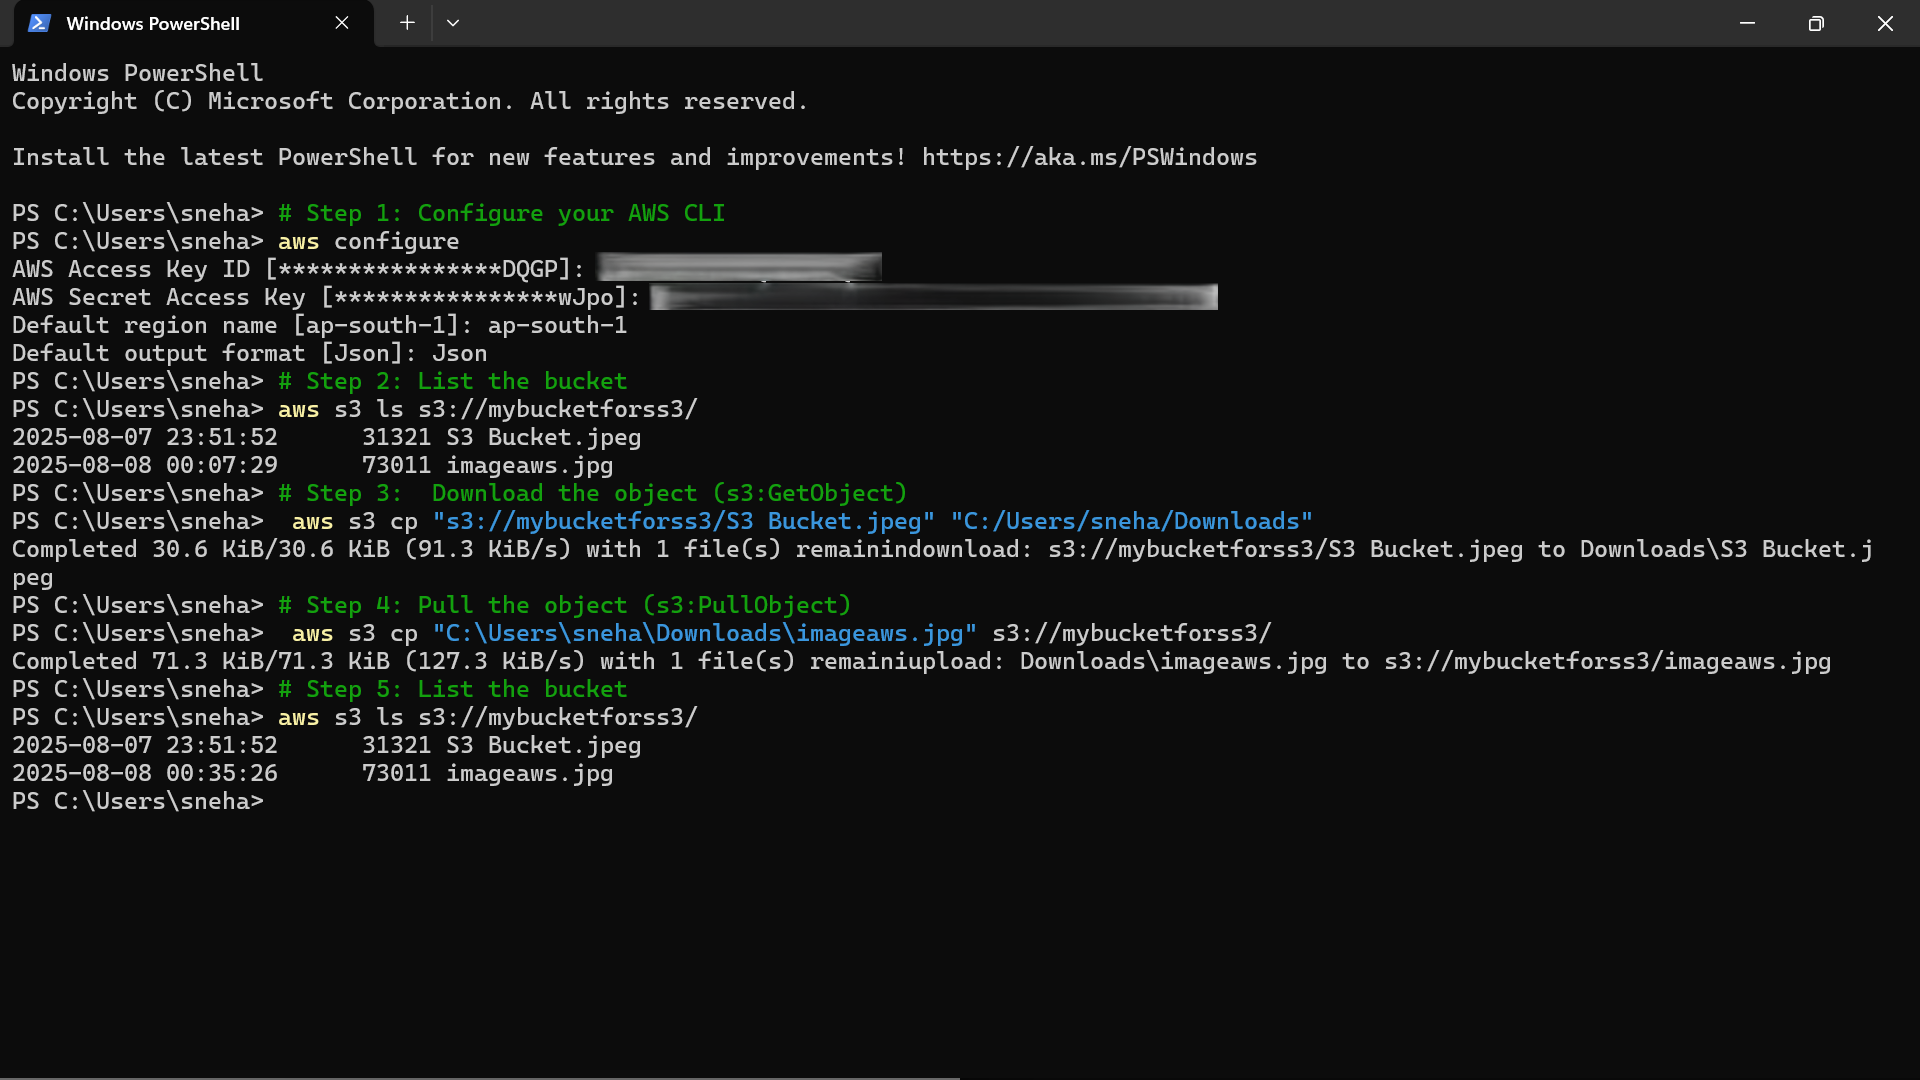 Windows PowerShell
Windows PowerShell
Copyright (C) Microsoft Corporation. All rights reserved.
Install the latest PowerShell for new features and improvements! https://aka.ms/PSWindows
PS C:\Users\sneha> # Step 1: Configure your AWS CLI
PS C:\Users\sneha> aws configure
AWS Access Key ID [****************DQGP]:
AWS Secret Access Key [****************wJpo]:
Default region name [ap-south-1]: ap-south-1
Default output format [Json]: Json
PS C:\Users\sneha> # Step 2: List the bucket
PS C:\Users\sneha> aws s3 ls s3://mybucketforss3/
2025-08-07 23:51:52      31321 S3 Bucket.jpeg
2025-08-08 00:07:29      73011 imageaws.jpg
PS C:\Users\sneha> # Step 3:  Download the object (s3:GetObject)
PS C:\Users\sneha>  aws s3 cp "s3://mybucketforss3/S3 Bucket.jpeg" "C:/Users/sneha/Downloads"
Completed 30.6 KiB/30.6 KiB (91.3 KiB/s) with 1 file(s) remainindownload: s3://mybucketforss3/S3 Bucket.jpeg to Downloads\S3 Bucket.j
peg
PS C:\Users\sneha> # Step 4: Pull the object (s3:PullObject)
PS C:\Users\sneha>  aws s3 cp "C:\Users\sneha\Downloads\imageaws.jpg" s3://mybucketforss3/
Completed 71.3 KiB/71.3 KiB (127.3 KiB/s) with 1 file(s) remainiupload: Downloads\imageaws.jpg to s3://mybucketforss3/imageaws.jpg
PS C:\Users\sneha> # Step 5: List the bucket
PS C:\Users\sneha> aws s3 ls s3://mybucketforss3/
2025-08-07 23:51:52      31321 S3 Bucket.jpeg
2025-08-08 00:35:26      73011 imageaws.jpg
PS C:\Users\sneha>